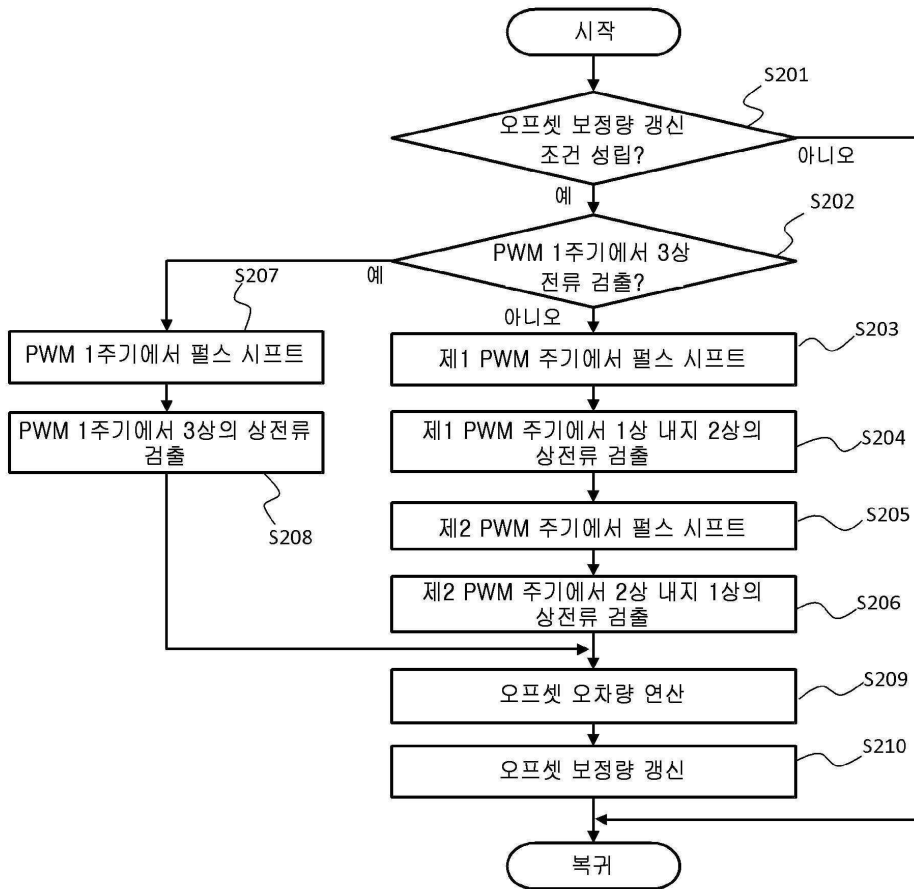 시작
S201
오프셋 보정량 갱신
조건 성립?
아니오
예
S202
PWM 1주기에서 3상
전류 검출?
예
아니오
S207
PWM 1주기에서 펄스 시프트
S203
제1 PWM 주기에서 펄스 시프트
PWM 1주기에서 3상의 상전류
검출
S208
제1 PWM 주기에서 1상 내지 2상의
상전류 검출
S204
제2 PWM 주기에서 펄스 시프트
S205
제2 PWM 주기에서 2상 내지 1상의
상전류 검출
S206
오프셋 오차량 연산
S209
오프셋 보정량 갱신
S210
복귀